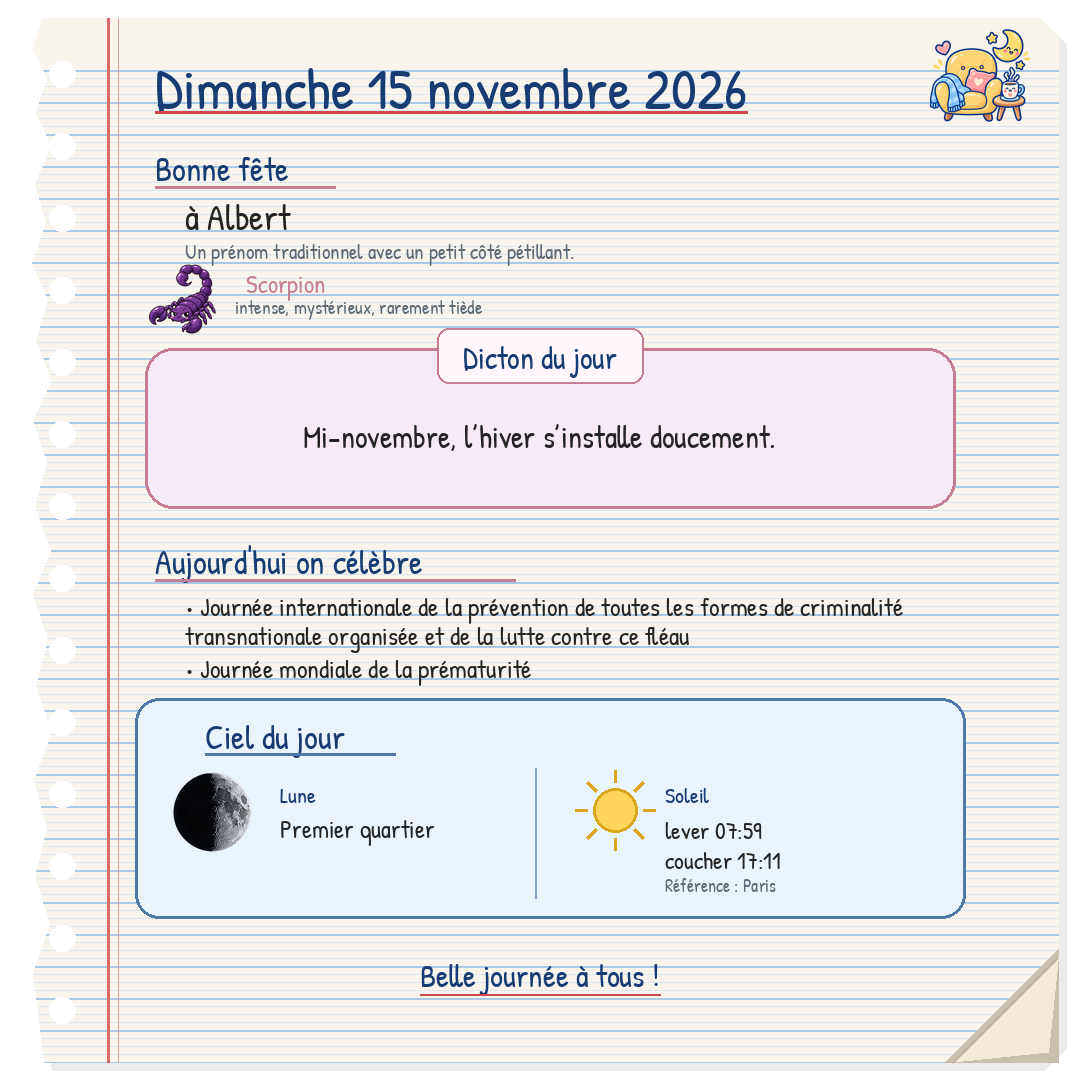 Dimanche 15 novembre 2026
Bonne fête
à Albert
Un prénom traditionnel avec un petit côté pétillant.
Scorpion
intense, mystérieux, rarement tiède
Dicton du jour
Mi-novembre, l'hiver s'installe doucement.
Aujourd'hui on célèbre
• Journée internationale de la prévention de toutes les formes de criminalité
transnationale organisée et de la lutte contre ce fléau
• Journée mondiale de la prématurité
Ciel du jour
Lune
Premier quartier
Soleil
lever 07:59
coucher 17:11
Référence : Paris
Belle journée à tous !